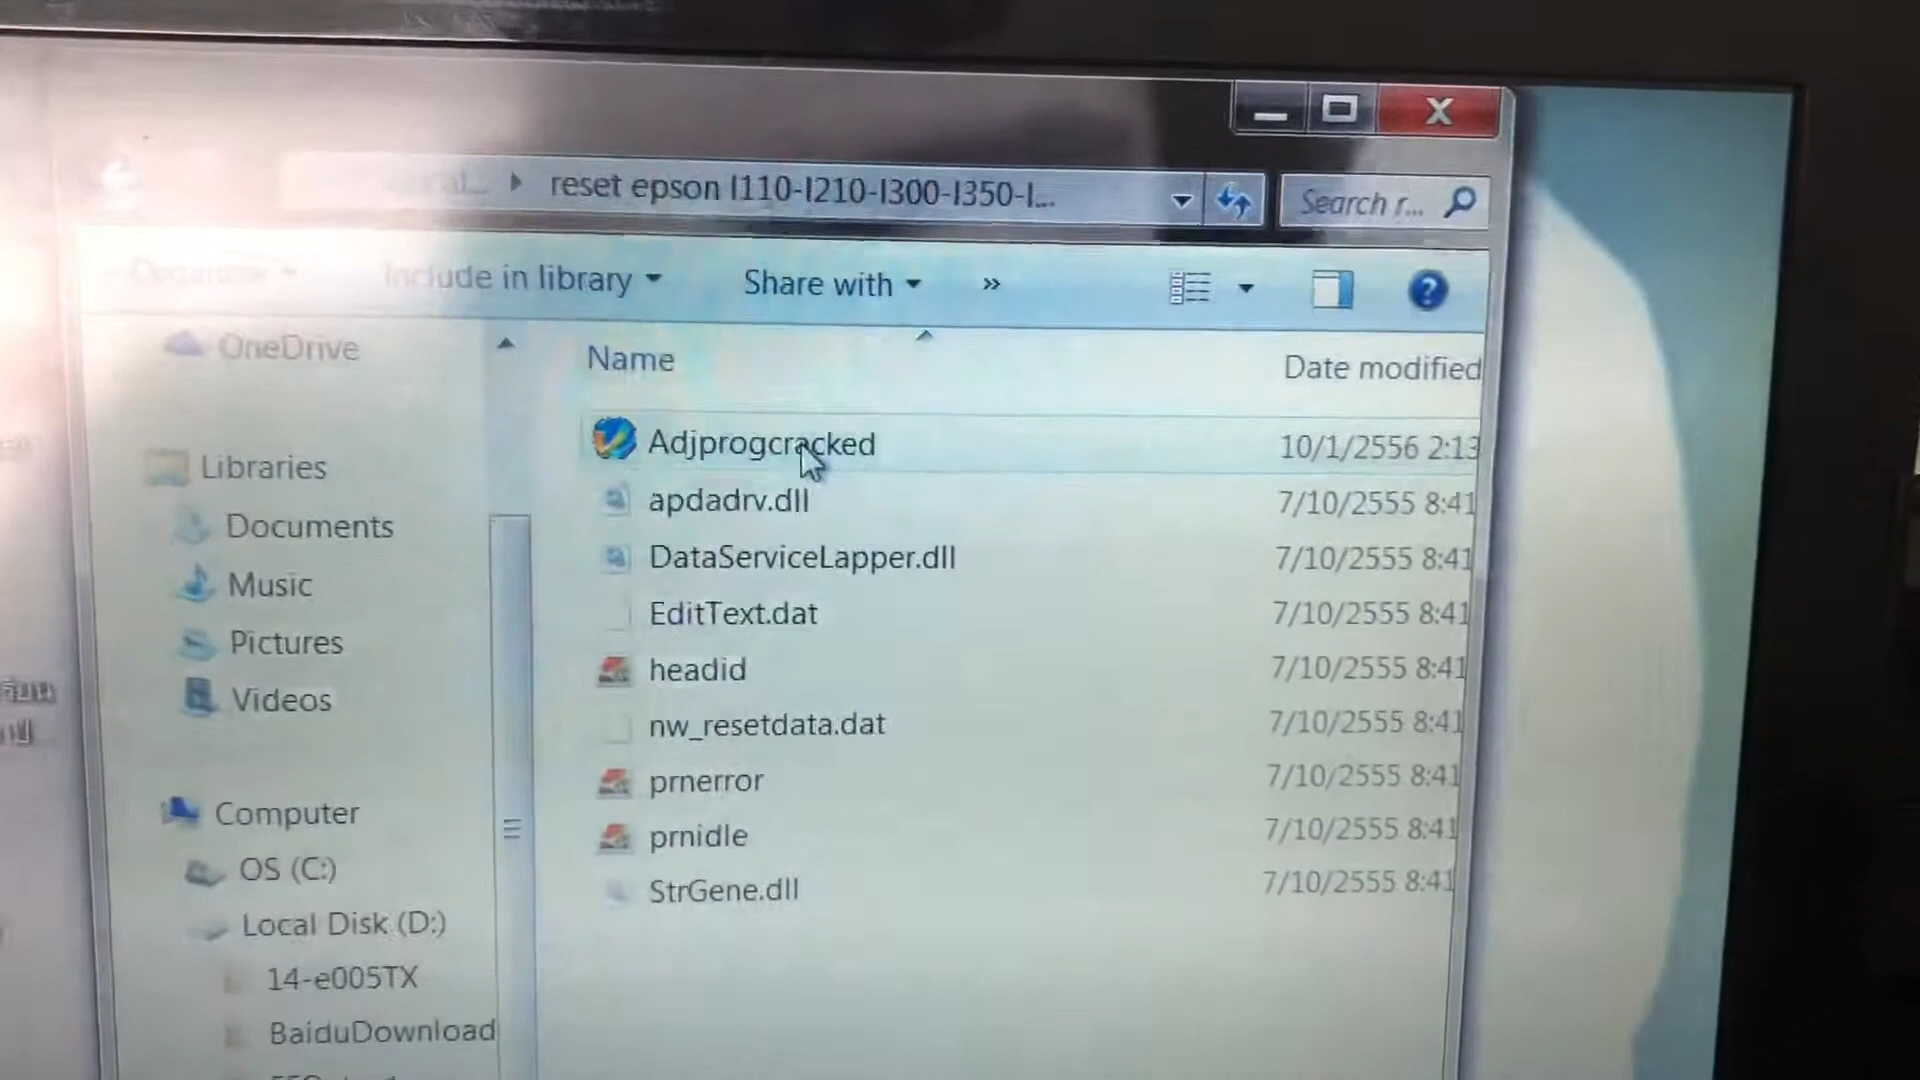 reset epson l110-l210-l300-l350-l...
Search r...
Organize
Include in library
Share with
»
OneDrive
Libraries
Documents
Music
Pictures
Videos
Computer
OS (C:)
Local Disk (D:)
14-e005TX
BaiduDownload
Name
Date modified
Adjprogcracked
10/1/2556 2:13
apdadrv.dll
7/10/2555 8:41
DataServiceLapper.dll
7/10/2555 8:41
EditText.dat
7/10/2555 8:41
headid
7/10/2555 8:41
nw_resetdata.dat
7/10/2555 8:41
prnerror
7/10/2555 8:41
prnidle
7/10/2555 8:41
StrGene.dll
7/10/2555 8:41